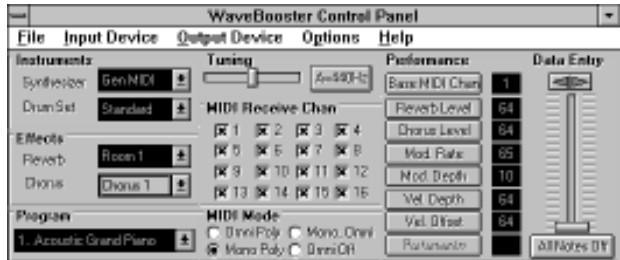 WaveBooster Control Panel
File Input Device Output Device Options Help
Instruments
Synthesizer GenMIDI
Drum Set Standard
Effects
Reverb Room 1
Chorus Chorus 1
Program
1. Acoustic Grand Piano
Tuning
A=440Hz
MIDI Receive Chan
1 2 3 4
5 6 7 8
9 10 11 12
13 14 15 16
MIDI Mode
Omni Poly Mono. Omni
Mono Poly Omni Off
Performance
Base MIDI Chan 1
Reverb Level 64
Chorus Level 64
Mod. Rate 65
Mod. Depth 10
Vel. Depth 64
Vel. Offset 64
Portamento
Data Entry
All Notes Off